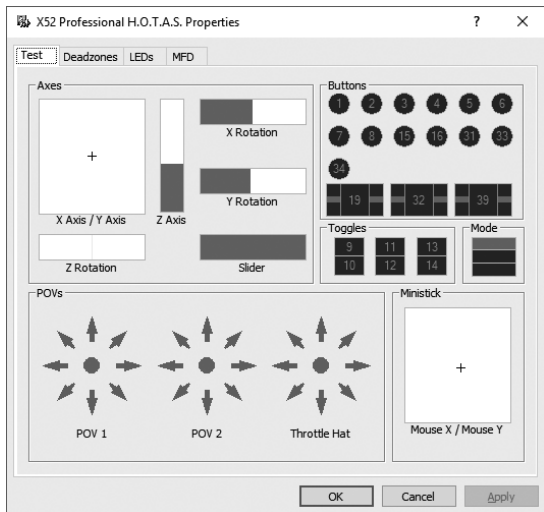 X52 Professional H.O.T.A.S. Properties
?
Test Deadzones LEDs MFD
Axes
X Axis / Y Axis
Z Axis
X Rotation
Y Rotation
Z Rotation
Slider
Buttons
1 2 3 4 5 6
7 8 15 16 31 33
34
19 32 39
Toggles
9 11 13
10 12 14
Mode
POVs
POV 1
POV 2
Throttle Hat
Ministick
Mouse X / Mouse Y
OK Cancel Apply